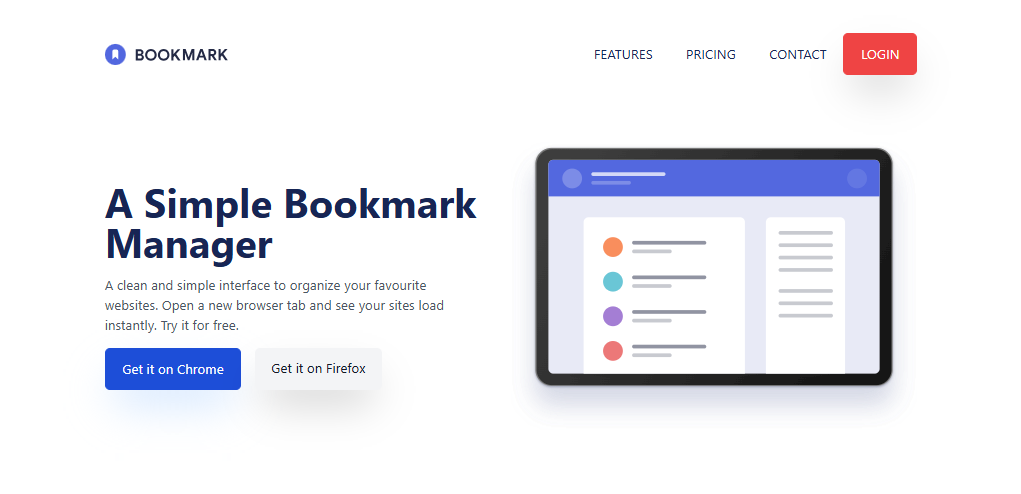 BOOKMARK
FEATURES PRICING CONTACT LOGIN
A Simple Bookmark
Manager
A clean and simple interface to organize your favourite
websites. Open a new browser tab and see your sites load
instantly. Try it for free.
Get it on Chrome
Get it on Firefox